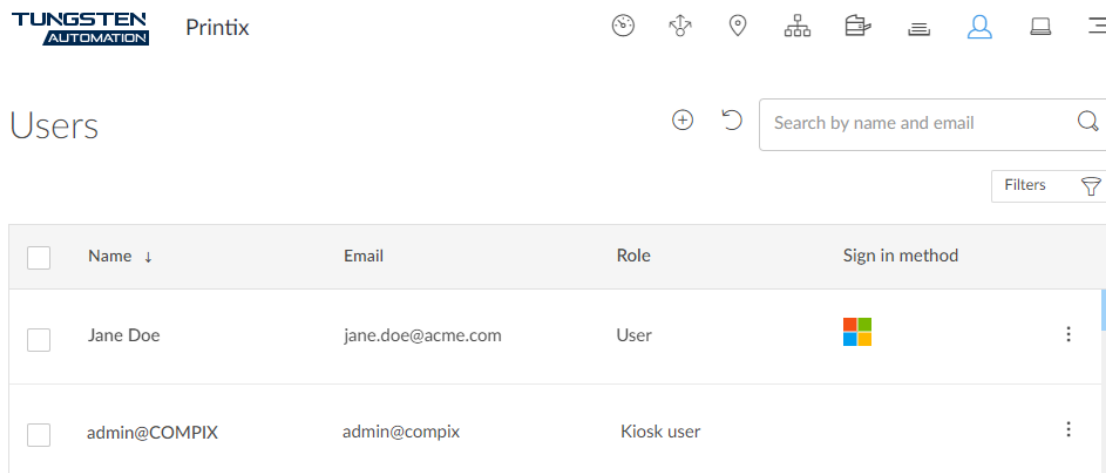 TUNGSTEN
AUTOMATION
Printix
Users
Search by name and email
Filters
Name ↓ Email Role Sign in method
Jane Doe jane.doe@acme.com User
admin@COMPIX admin@compix Kiosk user